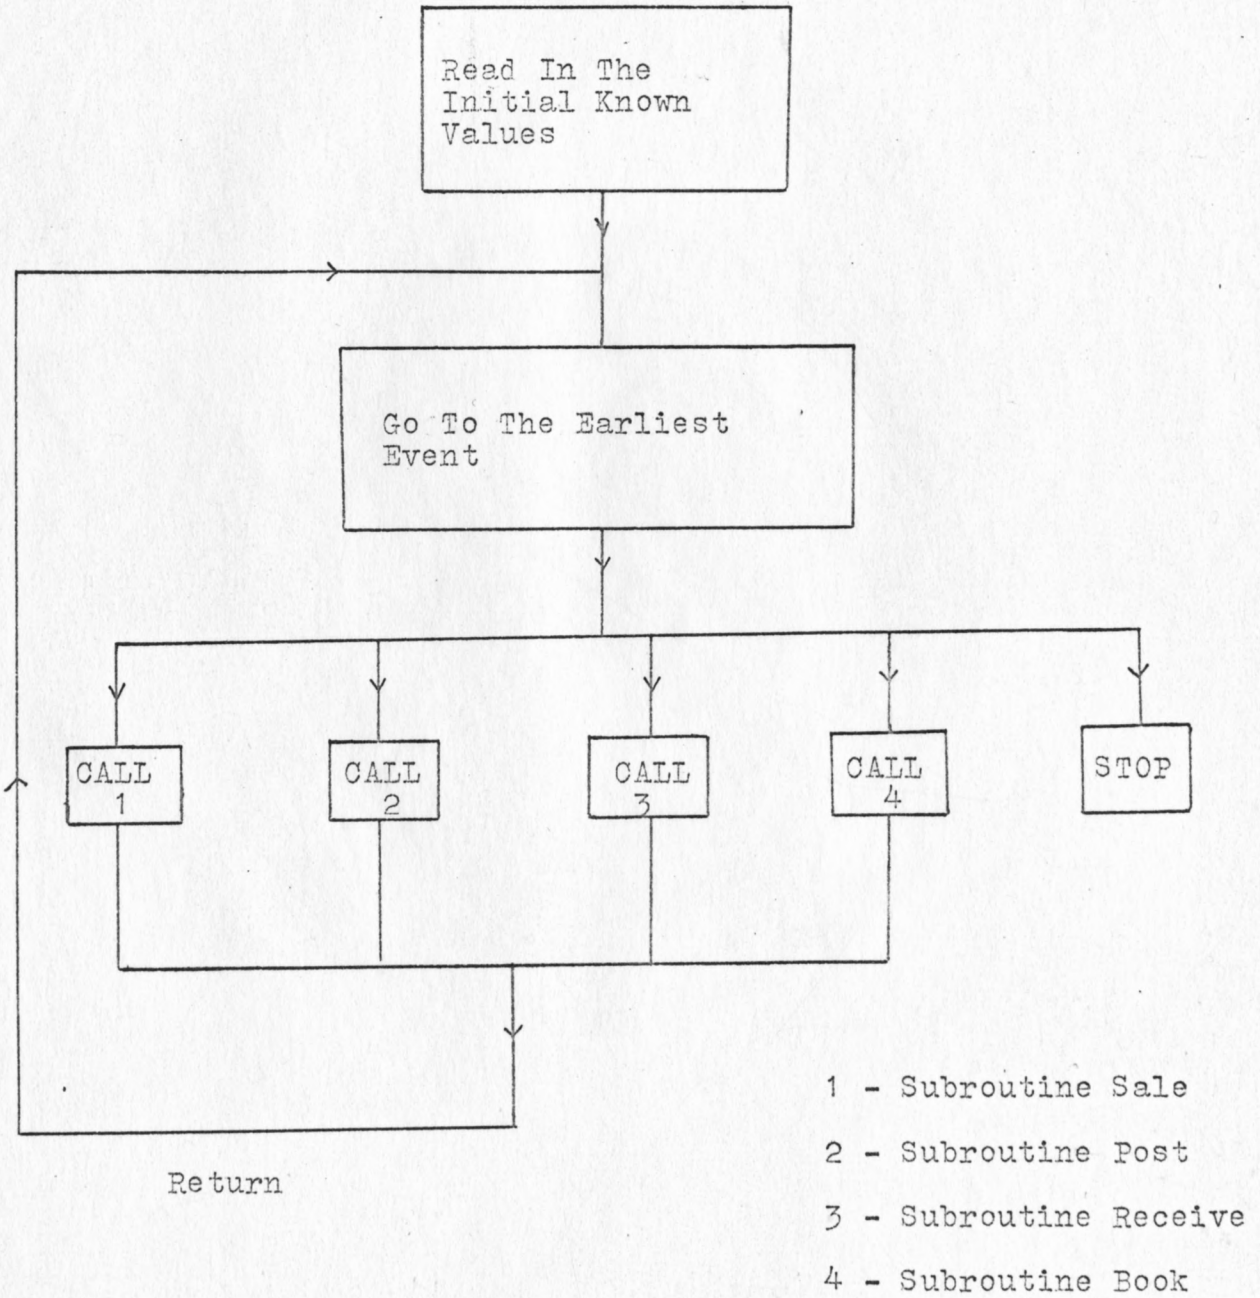 Read In The
Initial Known
Values
Go To The Earliest
Event
CALL
1
CALL
2
CALL
3
CALL
4
STOP
Return
1 - Subroutine Sale
2 - Subroutine Post
3 - Subroutine Receive
4 - Subroutine Book